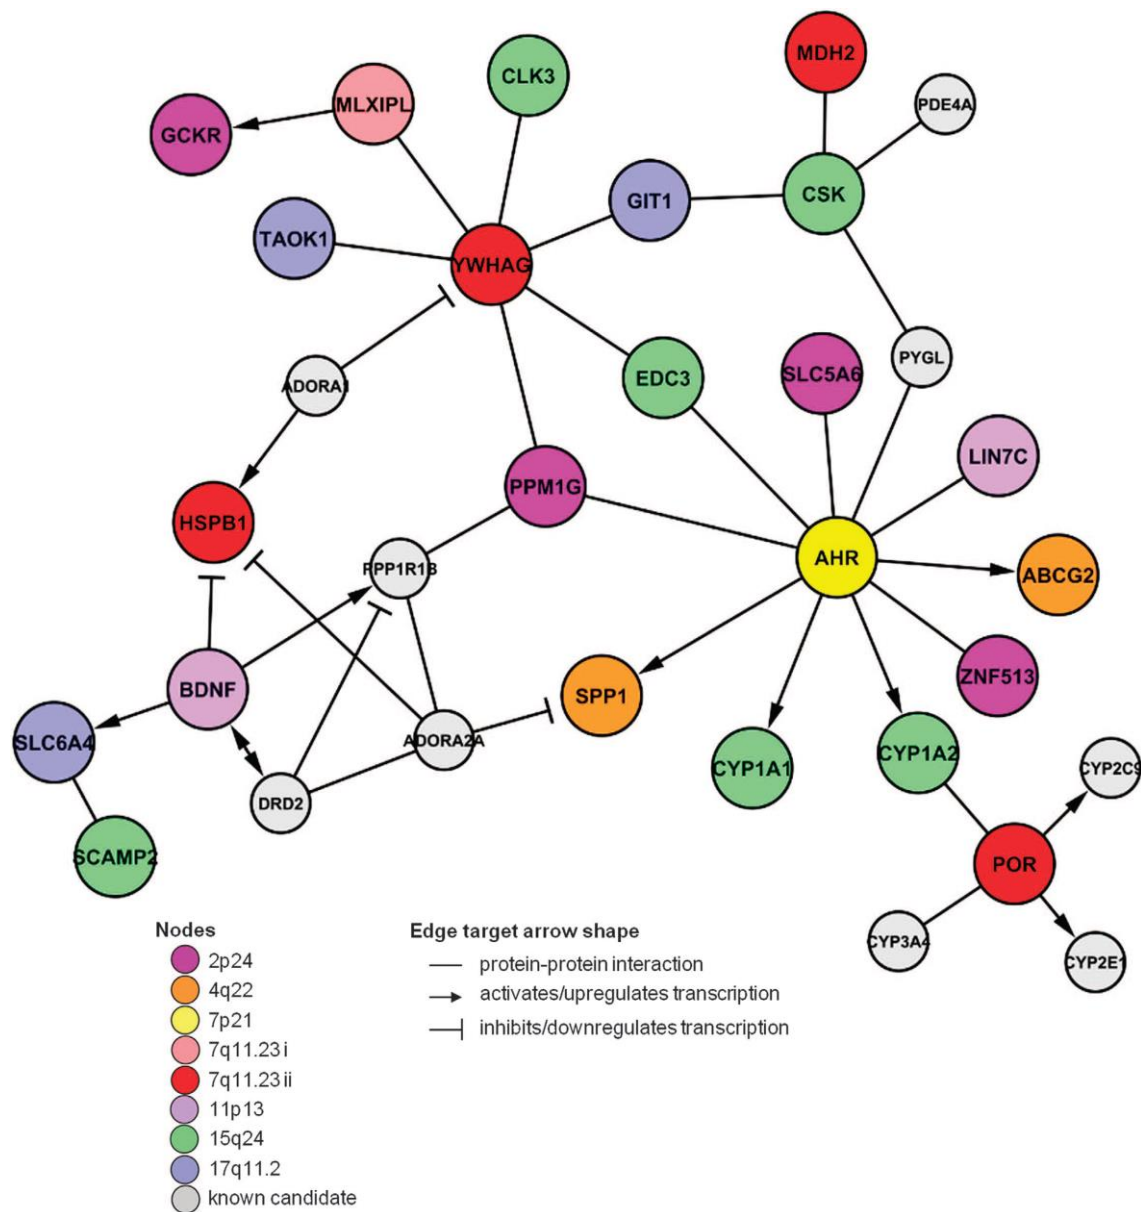 MDH2
CLK3
MLXIPL
PDE4A
GCKR
CSK
GIT1
TAOK1
YWHAG
PYGL
SLC5A6
EDC3
ADORA1
LIN7C
PPM1G
HSPB1
AHR
PPP1R1B
ABCG2
ZNF513
BDNF
SPP1
SLC6A4
ADORA2A
CYP1A2
CYP1A1
CYP2C9
DRD2
SCAMP2
POR
CYP3A4
CYP2E1
Nodes
2p24
4q22
7p21
7q11.23 i
7q11.23 ii
11p13
15q24
17q11.2
known candidate
Edge target arrow shape
protein-protein interaction
activates/upregulates transcription
inhibits/downregulates transcription